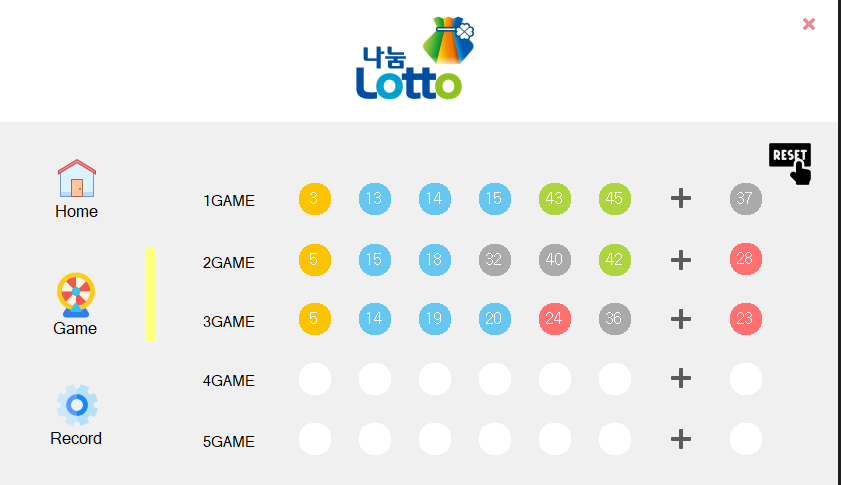 나눔
Lotto
RESET
Home
1GAME 3 13 14 15 43 45 + 37
2GAME 5 15 18 32 40 42 + 28
Game
3GAME 5 14 19 20 24 36 + 23
4GAME +
Record
5GAME +